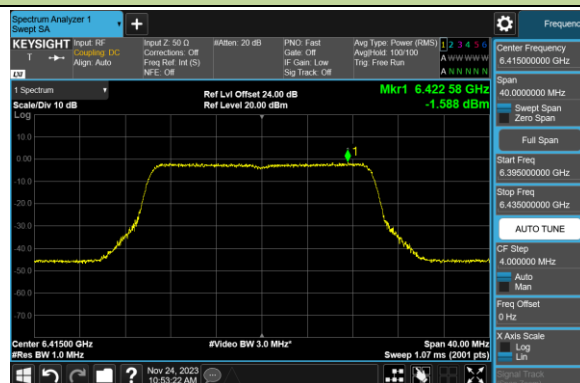 Spectrum Analyzer 1
Swept SA
Frequen
KEYSIGHT
Input: RF
Coupling: DC
Align: Auto
Input Z: 50 Ω
Corrections: Off
Freq Ref: Int (S)
NFE: Off
#Atten: 20 dB
PNO: Fast
Gate: Off
IF Gain: Low
Sig Track: Off
Avg Type: Power (RMS)
Avg|Hold: 100/100
Trig: Free Run
1 2 3 4 5 6
A W W W W W
A N N N N N
T
LXI
1 Spectrum
Scale/Div 10 dB
Log
Ref Lvl Offset 24.00 dB
Ref Level 20.00 dBm
Mkr1 6.422 58 GHz
-1.588 dBm
1
10.0
0.00
-10.0
-20.0
-30.0
-40.0
-50.0
-60.0
-70.0
Center 6.41500 GHz
#Res BW 1.0 MHz
#Video BW 3.0 MHz*
Span 40.00 MHz
Sweep 1.07 ms (2001 pts)
Center Frequency
6.415000000 GHz
Span
40.0000000 MHz
Swept Span
Zero Span
Full Span
Start Freq
6.395000000 GHz
Stop Freq
6.435000000 GHz
AUTO TUNE
CF Step
4.000000 MHz
Auto
Man
Freq Offset
0 Hz
X Axis Scale
Log
Lin
Signal Track
?
Nov 24, 2023
10:53:22 AM